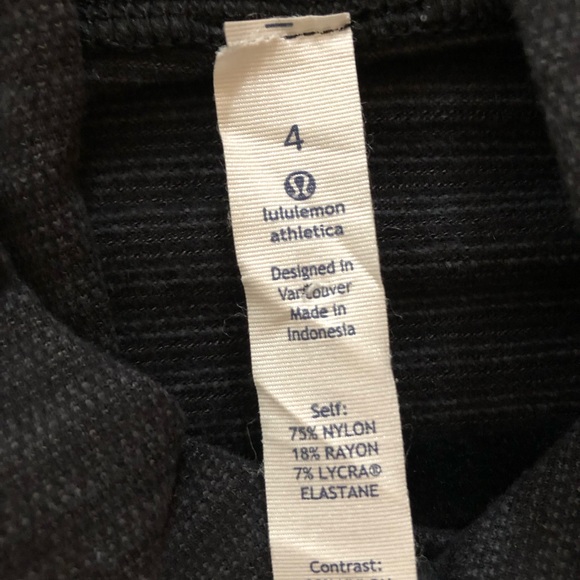 4
lululemon
athletica
Designed in
Vancouver
Made in
Indonesia
Self:
75% NYLON
18% RAYON
7% LYCRA®
ELASTANE
Contrast: